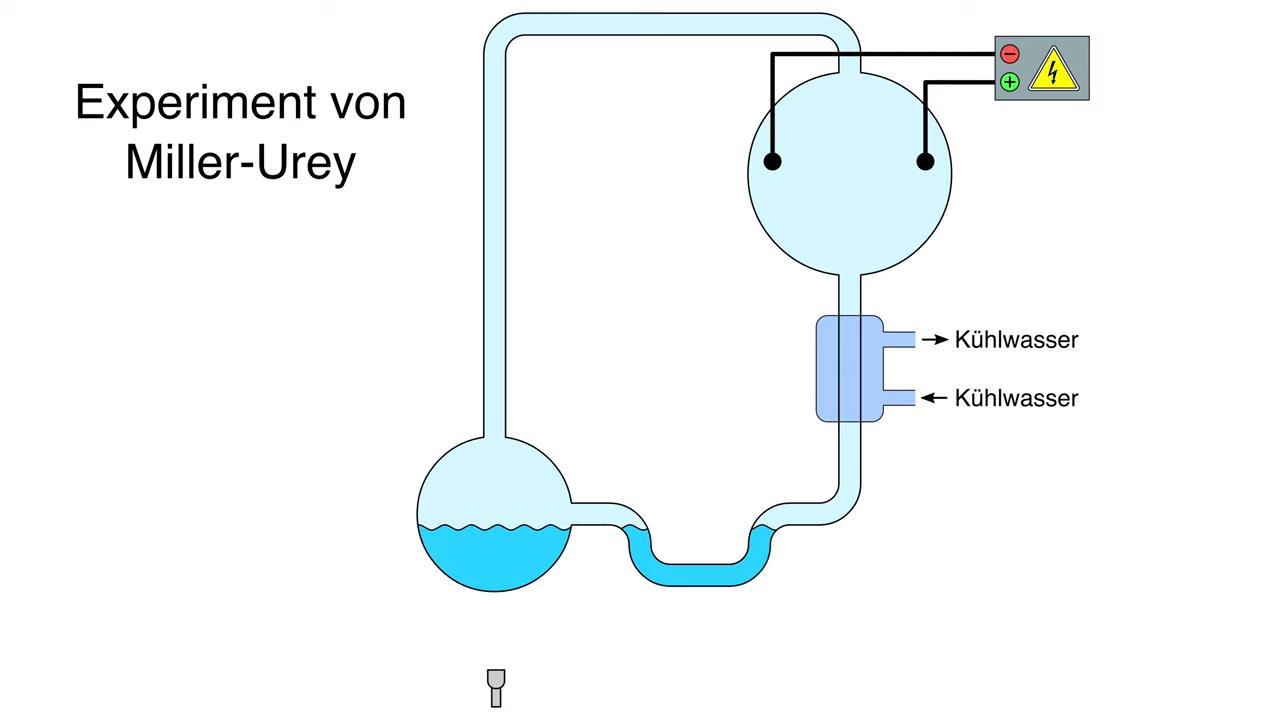 Experiment von
Miller-Urey
−
+
Kühlwasser
Kühlwasser